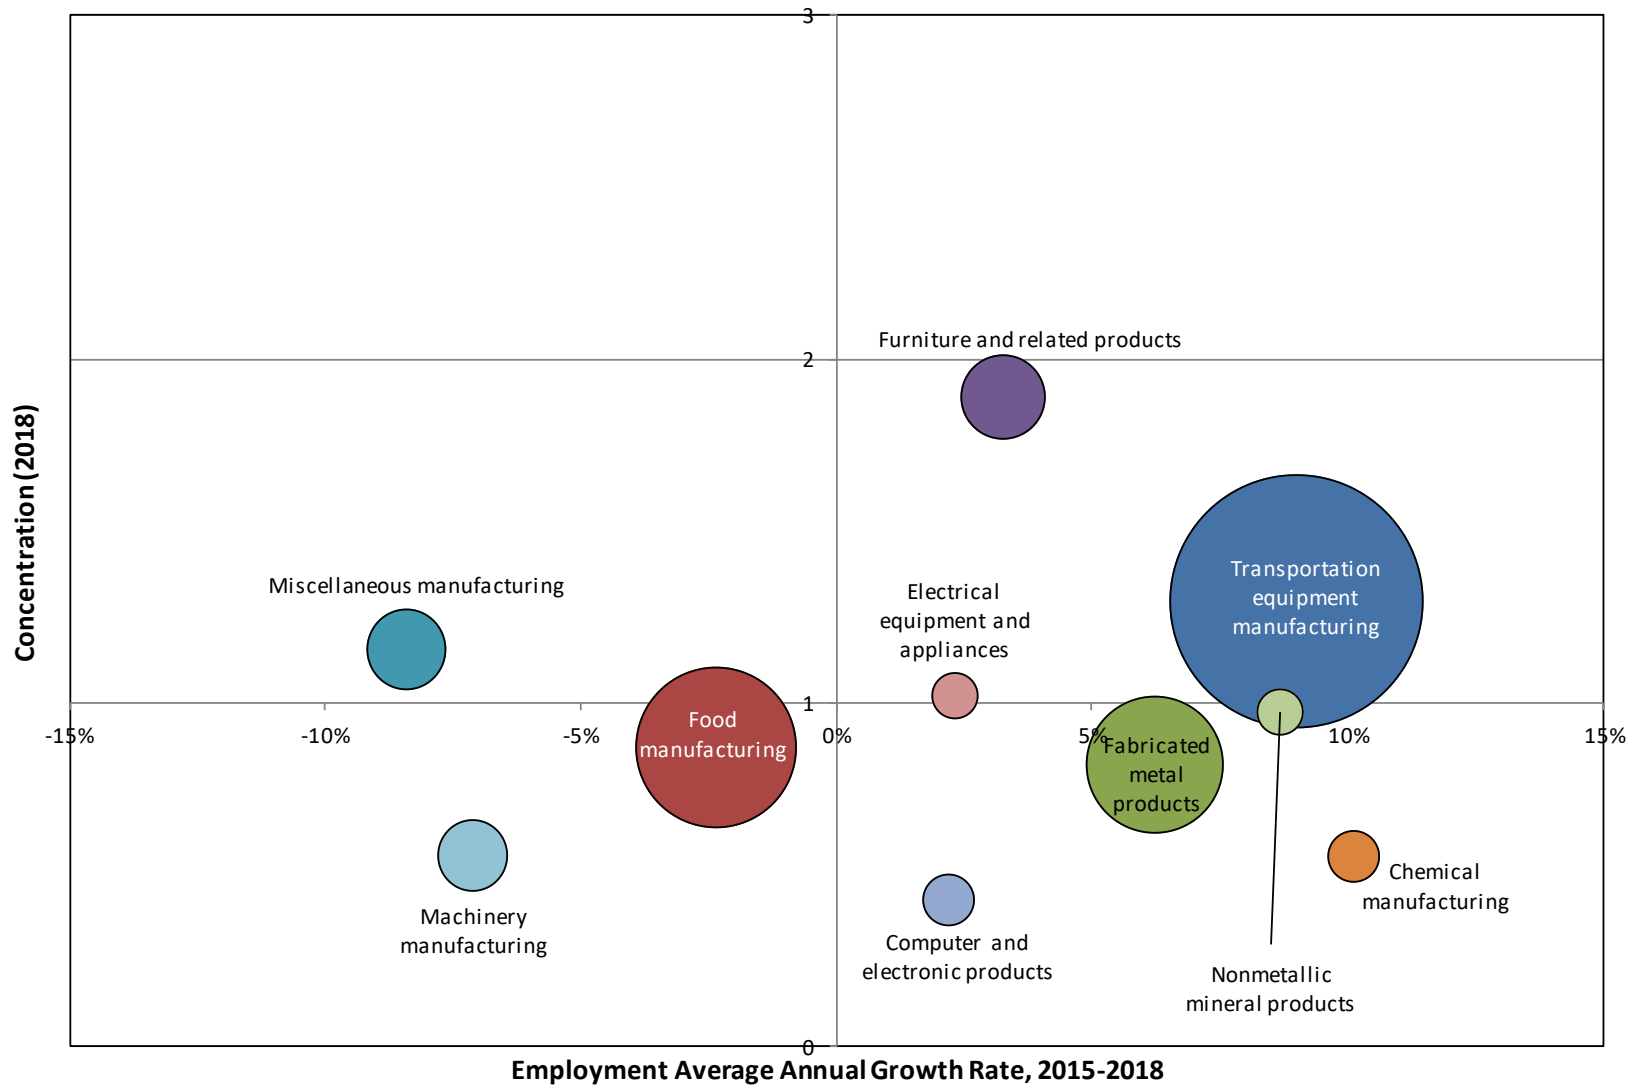 3
Furniture and related products
2
Concentration (2018)
Transportation
equipment
manufacturing
Miscellaneous manufacturing
Electrical
equipment and
appliances
1
Food
manufacturing
-15%
-10%
-5%
0%
5%
10%
15%
Fabricated
metal
products
Chemical
manufacturing
Machinery
manufacturing
Computer and
electronic products
Nonmetallic
mineral products
0
Employment Average Annual Growth Rate, 2015-2018